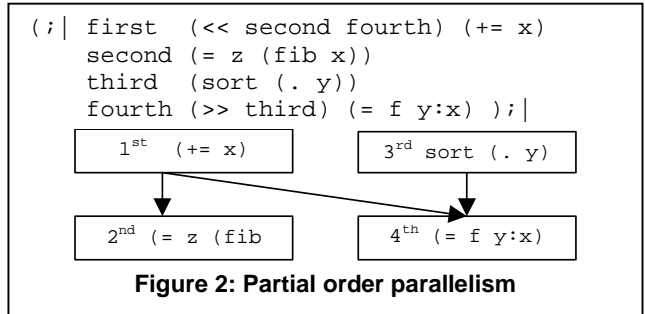 (;| first (<< second fourth) (+= x)
second (= z (fib x))
third (sort (. y))
fourth (>> third) (= f y:x) );|
1st (+= x)
3rd sort (. y)
2nd (= z (fib
4th (= f y:x)
Figure 2: Partial order parallelism